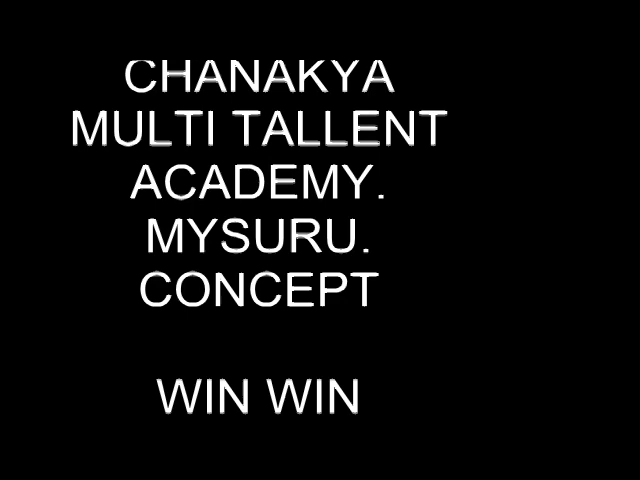 CHANAKYA
MULTI TALLENT
ACADEMY.
MYSURU.
CONCEPT
WIN WIN